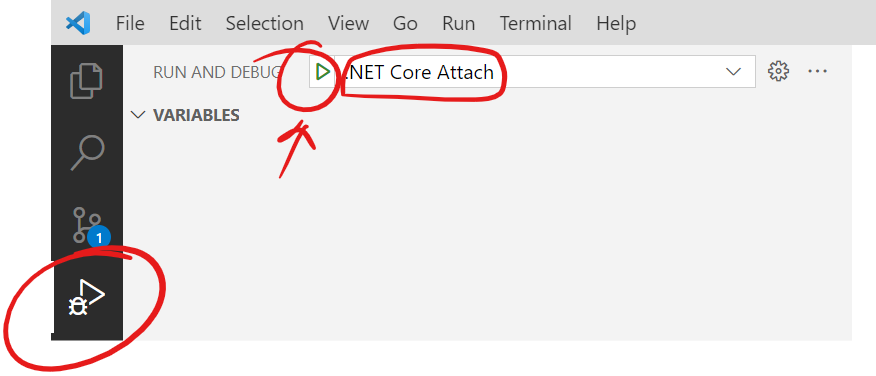 File Edit Selection View Go Run Terminal Help
RUN AND DEBUG .NET Core Attach
VARIABLES
1